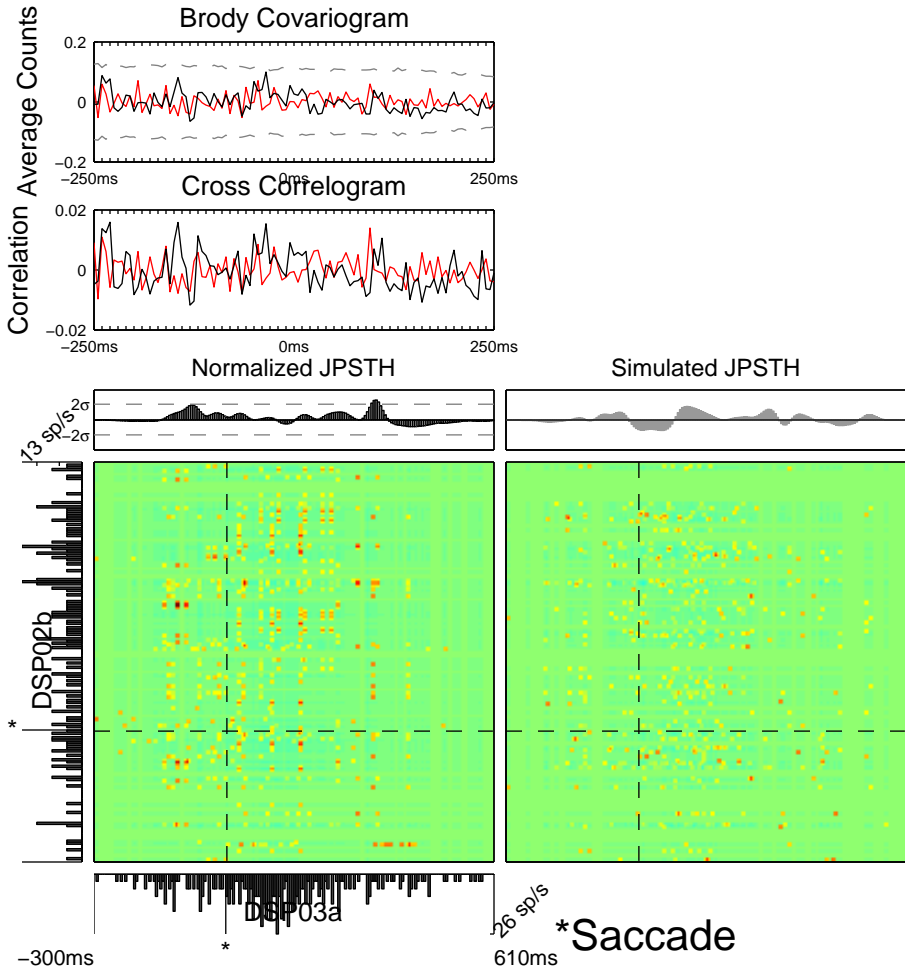 Brody Covariogram
Average Counts
0.2
0
−0.2
−250ms
0ms
250ms
Cross Correlogram
Correlation
0.02
0
−0.02
−250ms
0ms
250ms
Normalized JPSTH
Simulated JPSTH
2σ
−2σ
13 sp/s
DSP02b
*
DSP03a
*
26 sp/s
*Saccade
−300ms
610ms